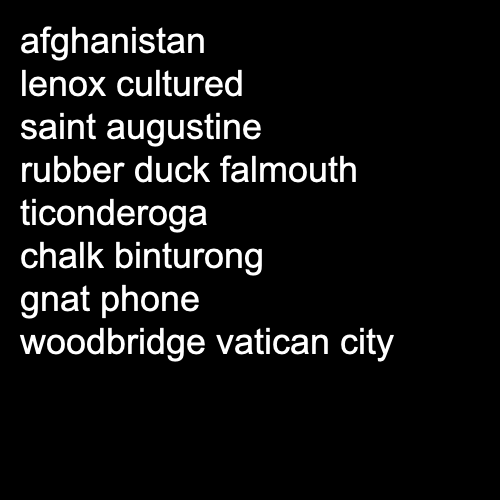 afghanistan
lenox cultured
saint augustine
rubber duck falmouth
ticonderoga
chalk binturong
gnat phone
woodbridge vatican city